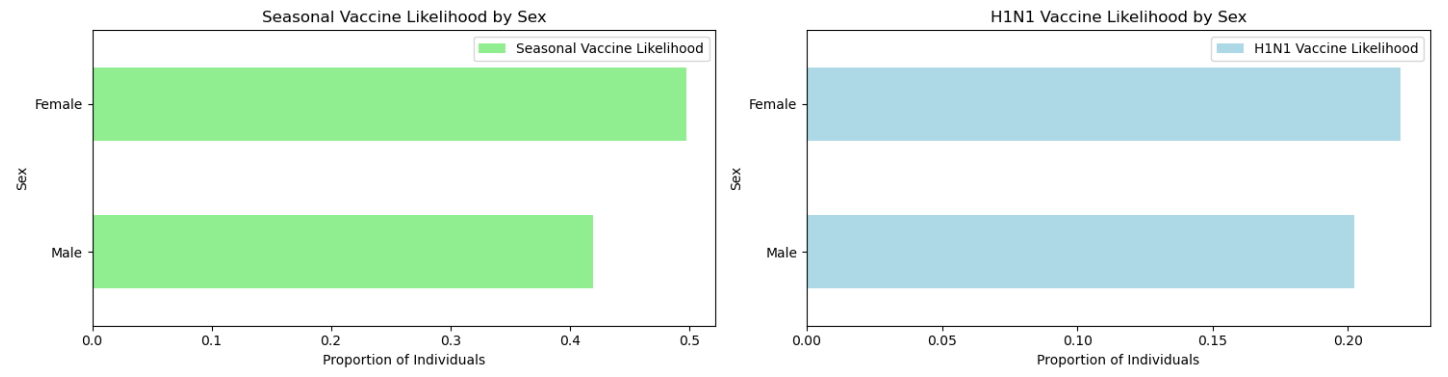 Seasonal Vaccine Likelihood by Sex
Seasonal Vaccine Likelihood
Female
Sex
Male
0.0 0.1 0.2 0.3 0.4 0.5
Proportion of Individuals
H1N1 Vaccine Likelihood by Sex
H1N1 Vaccine Likelihood
Female
Sex
Male
0.00 0.05 0.10 0.15 0.20
Proportion of Individuals